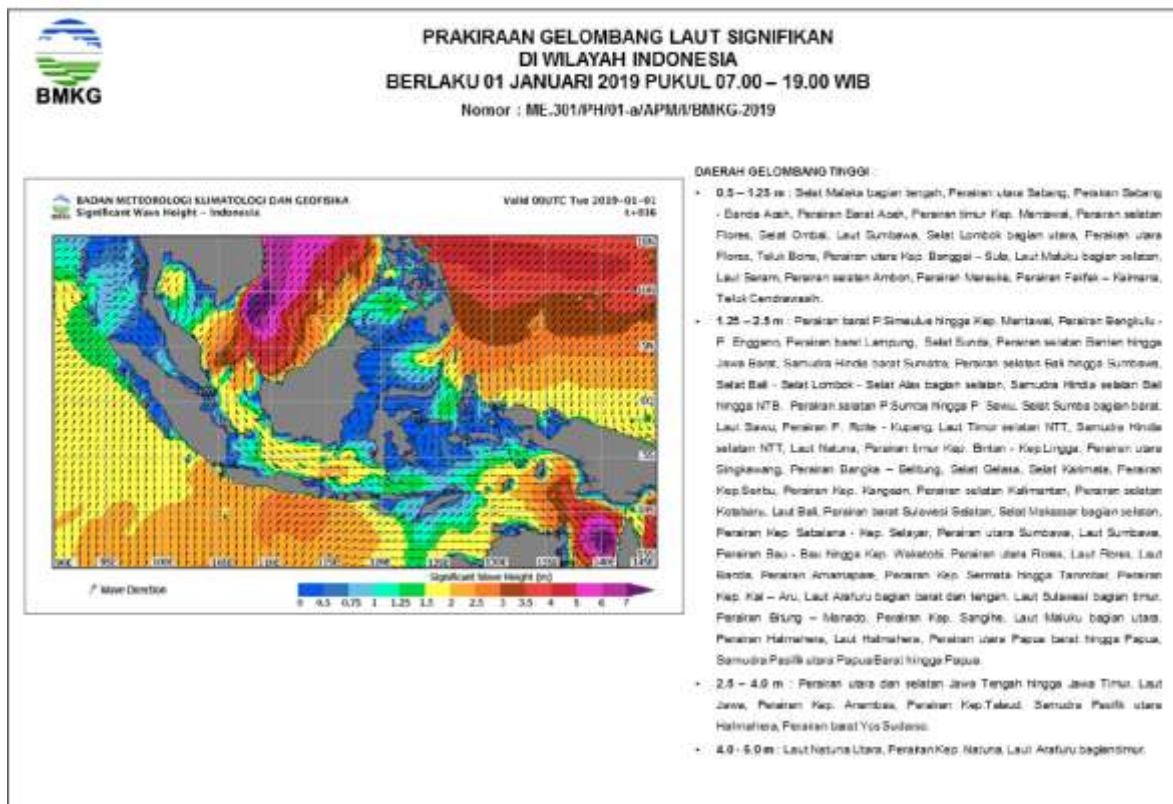 BMKG
PRAKIRAAN GELOMBANG LAUT SIGNIFIKAN
DI WILAYAH INDONESIA
BERLAKU 01 JANUARI 2019 PUKUL 07.00 – 19.00 WIB
Nomor : ME.301/PH/01-a/APM/I/BMKG-2019
BADAN METEOROLOGI KLIMATOLOGI DAN GEOFISIKA
Significant Wave Height – Indonesia
Valid 00UTC Tue 2019-01-01
t+036
Wave Direction
Significant Wave Height (m)
0 0.5 0.75 1 1.25 1.5 2 2.5 3 3.5 4 5 6 7
DAERAH GELOMBANG TINGGI
• 0.5 – 1.25 m : Selat Malaka bagian tengah, Perairan utara Sabang, Perairan Sabang
- Banda Aceh, Perairan Barat Aceh, Perairan timur Kep. Mentawai, Perairan selatan
Flores, Selat Ombai, Laut Sumbawa, Selat Lombok bagian utara, Perairan utara
Flores, Teluk Bone, Perairan utara Kep. Banggai – Sula, Laut Maluku bagian selatan,
Laut Seram, Perairan selatan Ambon, Perairan Merauke, Perairan Fakfak – Kaimana,
Teluk Cendrawasih.
• 1.25 – 2.5 m : Perairan barat P.Simeulue hingga Kep. Mentawai, Perairan Bengkulu -
P. Enggano, Perairan barat Lampung, Selat Sunda, Perairan selatan Banten hingga
Jawa Barat, Samudra Hindia barat Sumatra, Perairan selatan Bali hingga Sumbawa,
Selat Bali - Selat Lombok - Selat Alas bagian selatan, Samudra Hindia selatan Bali
hingga NTB. Perairan selatan P.Sumba hingga P. Sawu, Selat Sumba bagian barat,
Laut Sawu, Perairan P. Rote - Kupang, Laut Timur selatan NTT, Samudra Hindia
selatan NTT, Laut Natuna, Perairan timur Kep. Bintan - Kep.Lingga, Perairan utara
Singkawang, Perairan Bangka – Belitung, Selat Gelasa, Selat Karimata, Perairan
Kep.Seribu, Perairan Kep. Kangean, Perairan selatan Kalimantan, Perairan selatan
Kotabaru, Laut Bali, Perairan barat Sulawesi Selatan, Selat Makassar bagian selatan,
Perairan Kep. Sabalana - Kep. Selayar, Perairan utara Sumbawa, Laut Sumbawa,
Perairan Bau - Bau hingga Kep. Wakatobi, Perairan utara Flores, Laut Flores, Laut
Banda, Perairan Amamapare, Perairan Kep. Sermata hingga Tanimbar, Perairan
Kep. Kai – Aru, Laut Arafuru bagian barat dan tengah, Laut Sulawesi bagian timur,
Perairan Bitung – Manado, Perairan Kep. Sangihe, Laut Maluku bagian utara,
Perairan Halmahera, Laut Halmahera, Perairan utara Papua barat hingga Papua,
Samudra Pasifik utara Papua Barat hingga Papua.
• 2.5 – 4.0 m : Perairan utara dan selatan Jawa Tengah hingga Jawa Timur, Laut
Jawa, Perairan Kep. Anambas, Perairan Kep.Talaud, Samudra Pasifik utara
Halmahera, Perairan barat Yos Sudarso.
• 4.0 - 6.0 m : Laut Natuna Utara, Perairan Kep. Natuna, Laut Arafuru bagian timur.